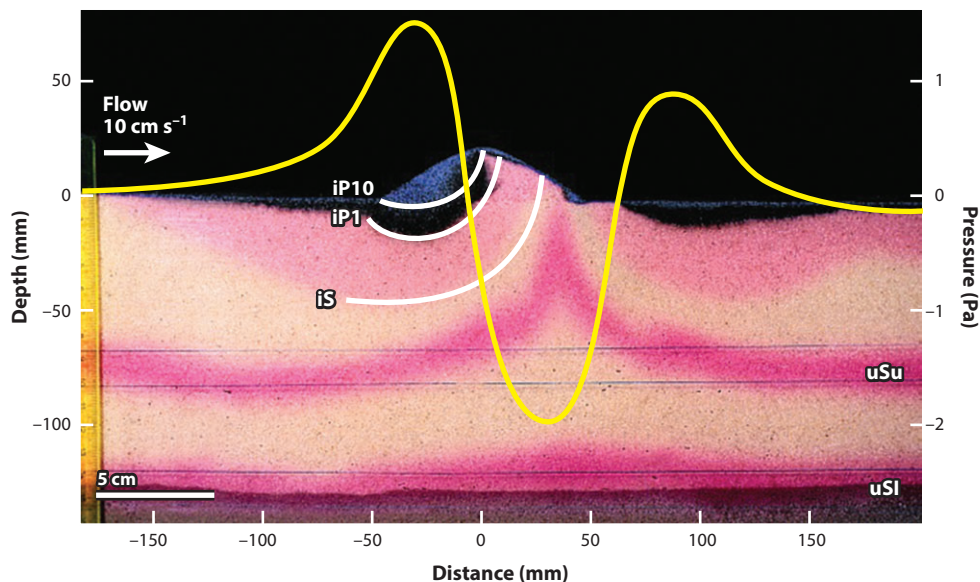 50
0
−50
−100
Depth (mm)
Flow
10 cm s⁻¹
iP10
iP1
iS
uSu
uSl
5 cm
1
0
−1
−2
Pressure (Pa)
−150
−100
−50
0
50
100
150
Distance (mm)